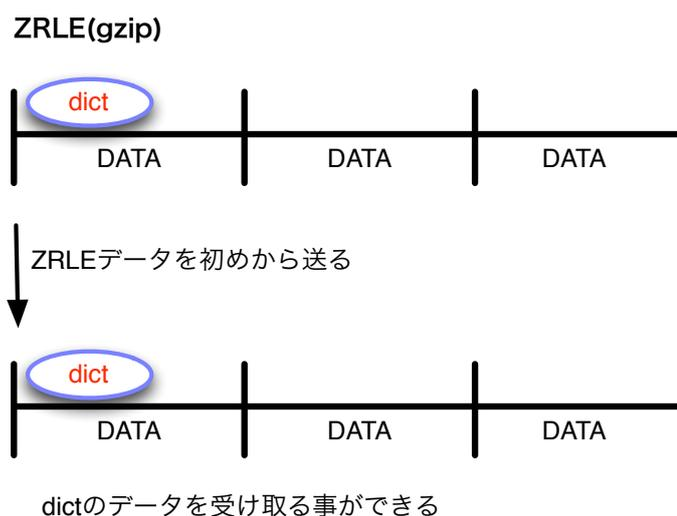 ZRLE(gzip)
dict
DATA DATA DATA
ZRLEデータを初めから送る
dict
DATA DATA DATA
dictのデータを受け取る事ができる